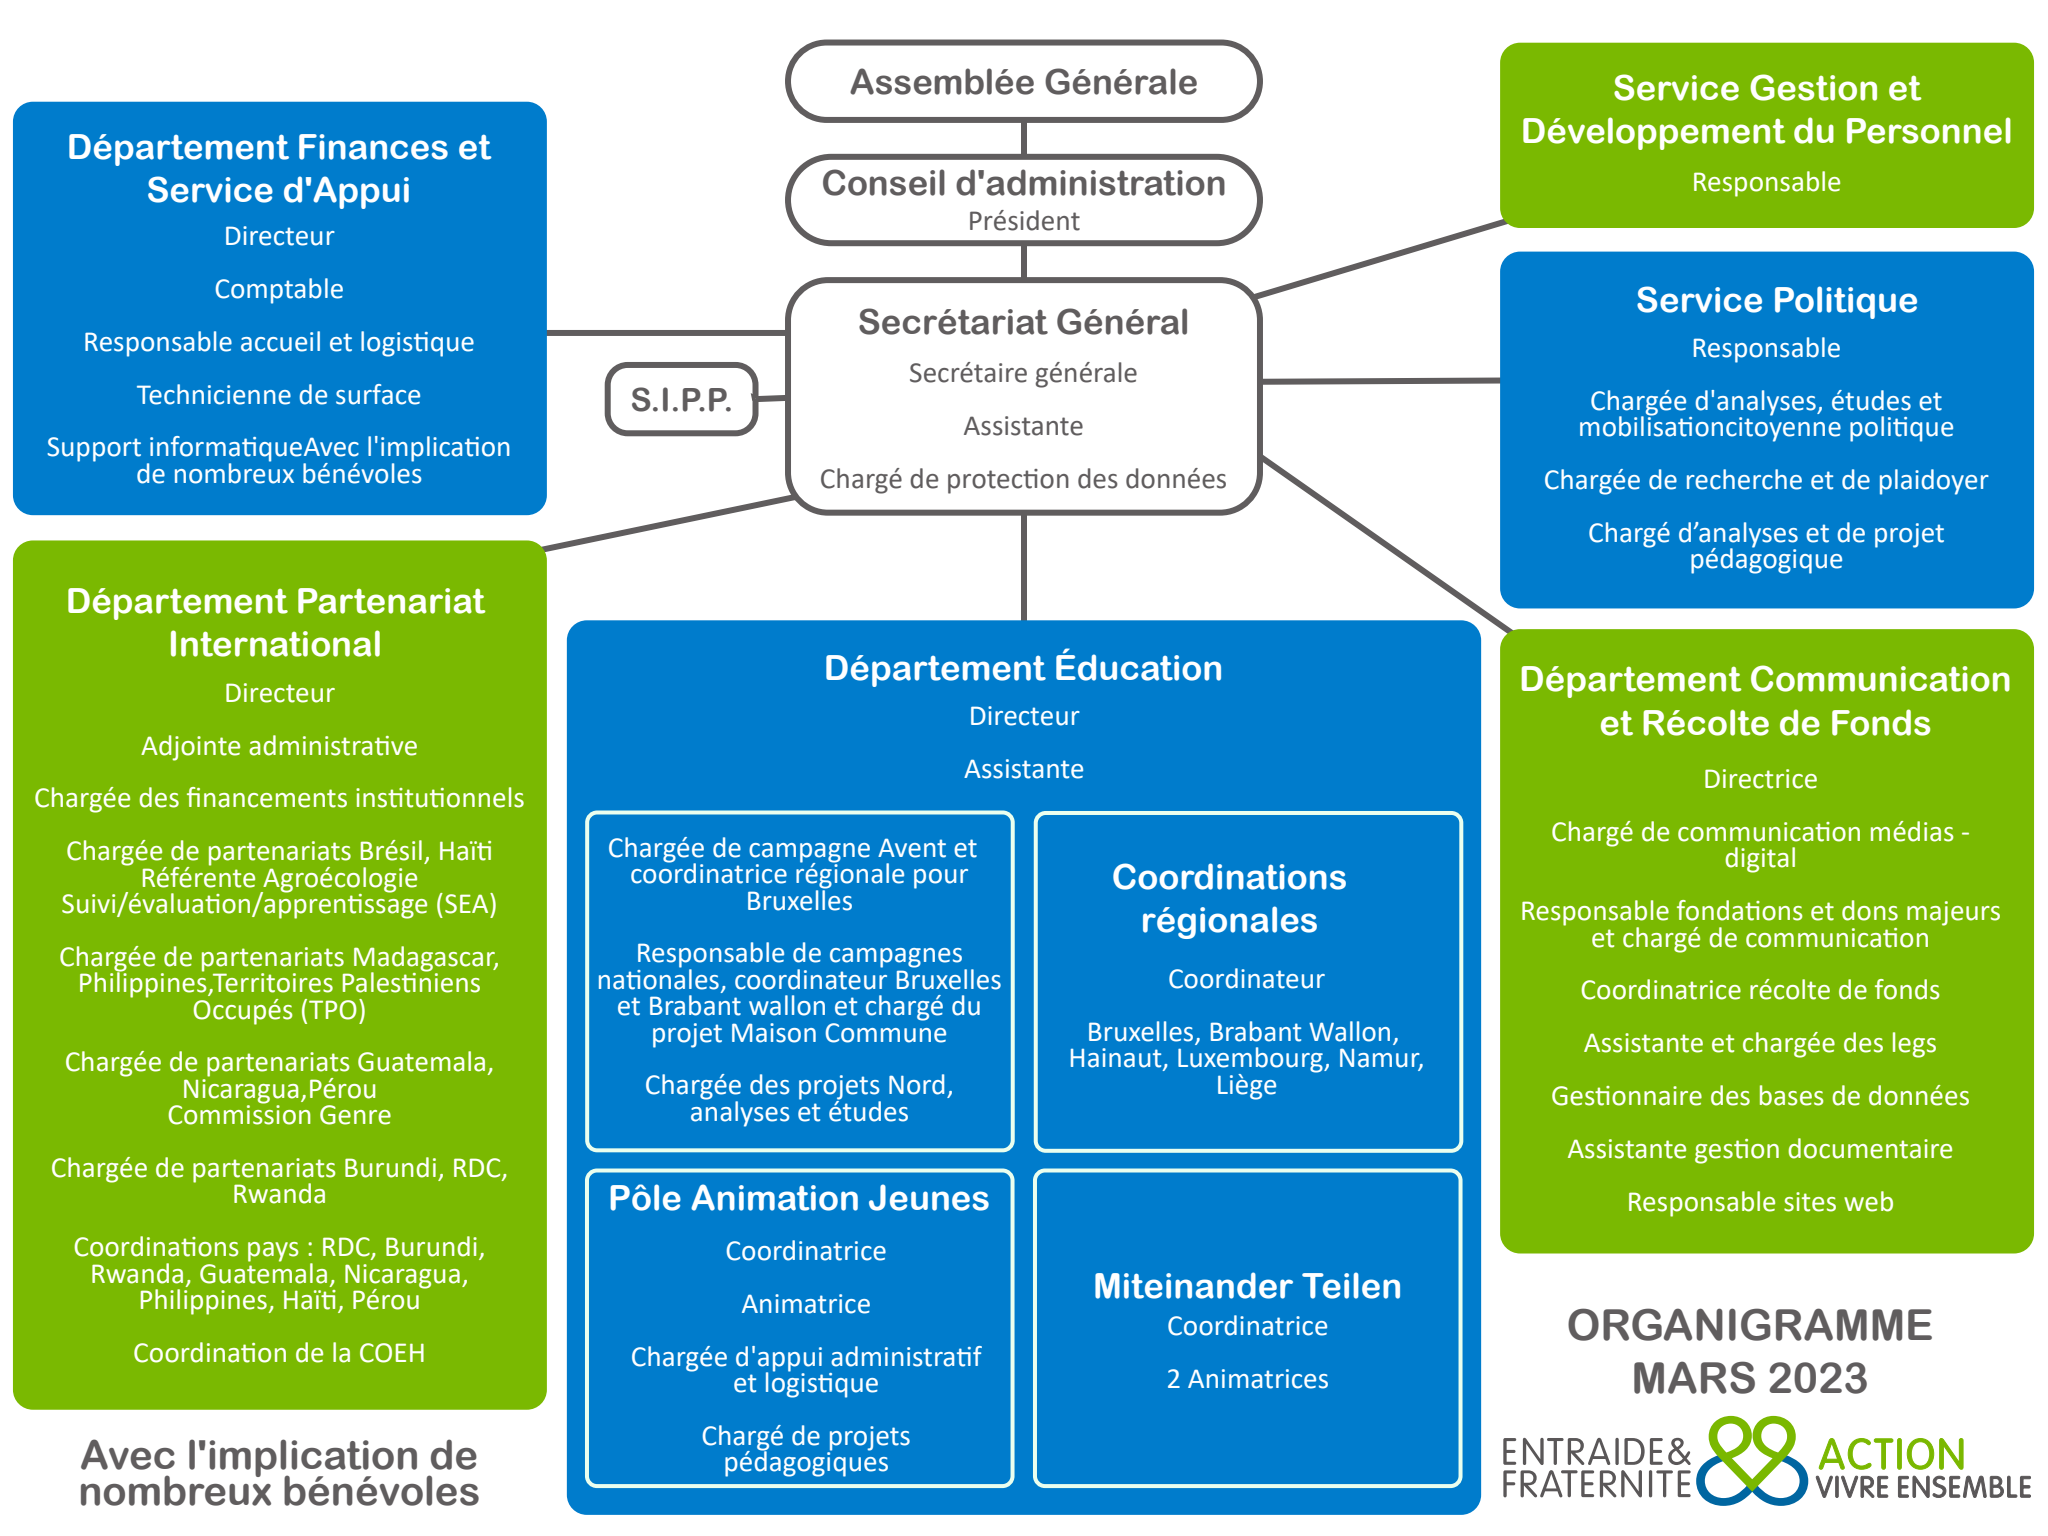 Assemblée Générale
Conseil d'administration
Président
Secrétariat Général
Secrétaire générale
Assistante
Chargé de protection des données
S.I.P.P.
Département Finances et
Service d'Appui
Directeur
Comptable
Responsable accueil et logistique
Technicienne de surface
Support informatiqueAvec l'implication
de nombreux bénévoles
Département Partenariat
International
Directeur
Adjointe administrative
Chargée des financements institutionnels
Chargée de partenariats Brésil, Haïti
Référente Agroécologie
Suivi/évaluation/apprentissage (SEA)
Chargée de partenariats Madagascar,
Philippines,Territoires Palestiniens
Occupés (TPO)
Chargée de partenariats Guatemala,
Nicaragua,Pérou
Commission Genre
Chargée de partenariats Burundi, RDC,
Rwanda
Coordinations pays : RDC, Burundi,
Rwanda, Guatemala, Nicaragua,
Philippines, Haïti, Pérou
Coordination de la COEH
Avec l'implication de
nombreux bénévoles
Département Éducation
Directeur
Assistante
Chargée de campagne Avent et
coordinatrice régionale pour
Bruxelles
Responsable de campagnes
nationales, coordinateur Bruxelles
et Brabant wallon et chargé du
projet Maison Commune
Chargée des projets Nord,
analyses et études
Coordinations
régionales
Coordinateur
Bruxelles, Brabant Wallon,
Hainaut, Luxembourg, Namur,
Liège
Pôle Animation Jeunes
Coordinatrice
Animatrice
Chargée d'appui administratif
et logistique
Chargé de projets
pédagogiques
Miteinander Teilen
Coordinatrice
2 Animatrices
Service Gestion et
Développement du Personnel
Responsable
Service Politique
Responsable
Chargée d'analyses, études et
mobilisationcitoyenne politique
Chargée de recherche et de plaidoyer
Chargé d’analyses et de projet
pédagogique
Département Communication
et Récolte de Fonds
Directrice
Chargé de communication médias -
digital
Responsable fondations et dons majeurs
et chargé de communication
Coordinatrice récolte de fonds
Assistante et chargée des legs
Gestionnaire des bases de données
Assistante gestion documentaire
Responsable sites web
ORGANIGRAMME
MARS 2023
ENTRAIDE&
FRATERNITE
ACTION
VIVRE ENSEMBLE